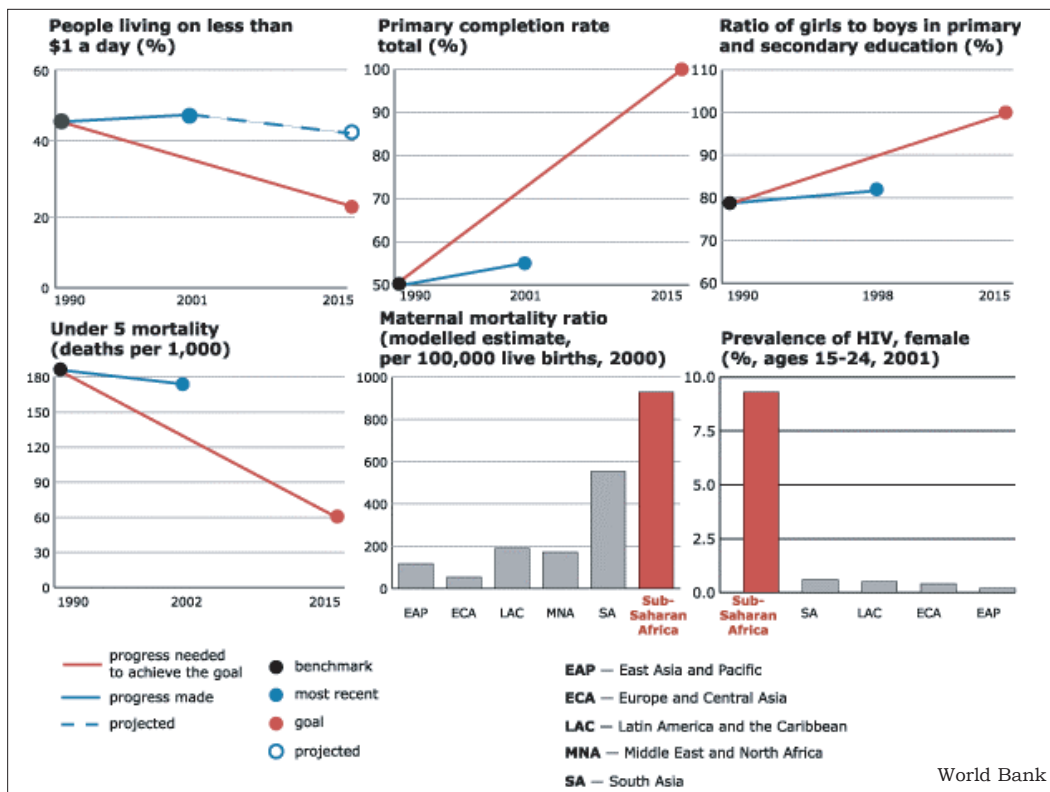 People living on less than
$1 a day (%)
60
40
20
0
1990
2001
2015
Primary completion rate
total (%)
100
90
80
70
60
50
1990
2001
2015
Ratio of girls to boys in primary
and secondary education (%)
110
100
90
80
70
60
1990
1998
2015
Under 5 mortality
(deaths per 1,000)
180
150
120
90
60
30
0
1990
2002
2015
Maternal mortality ratio
(modelled estimate,
per 100,000 live births, 2000)
1000
800
600
400
200
0
EAP
ECA
LAC
MNA
SA
Sub-
Saharan
Africa
Prevalence of HIV, female
(%, ages 15-24, 2001)
10.0
7.5
5.0
2.5
0.0
Sub-
Saharan
Africa
SA
LAC
ECA
EAP
progress needed
to achieve the goal
progress made
projected
benchmark
most recent
goal
projected
EAP — East Asia and Pacific
ECA — Europe and Central Asia
LAC — Latin America and the Caribbean
MNA — Middle East and North Africa
SA — South Asia
World Bank